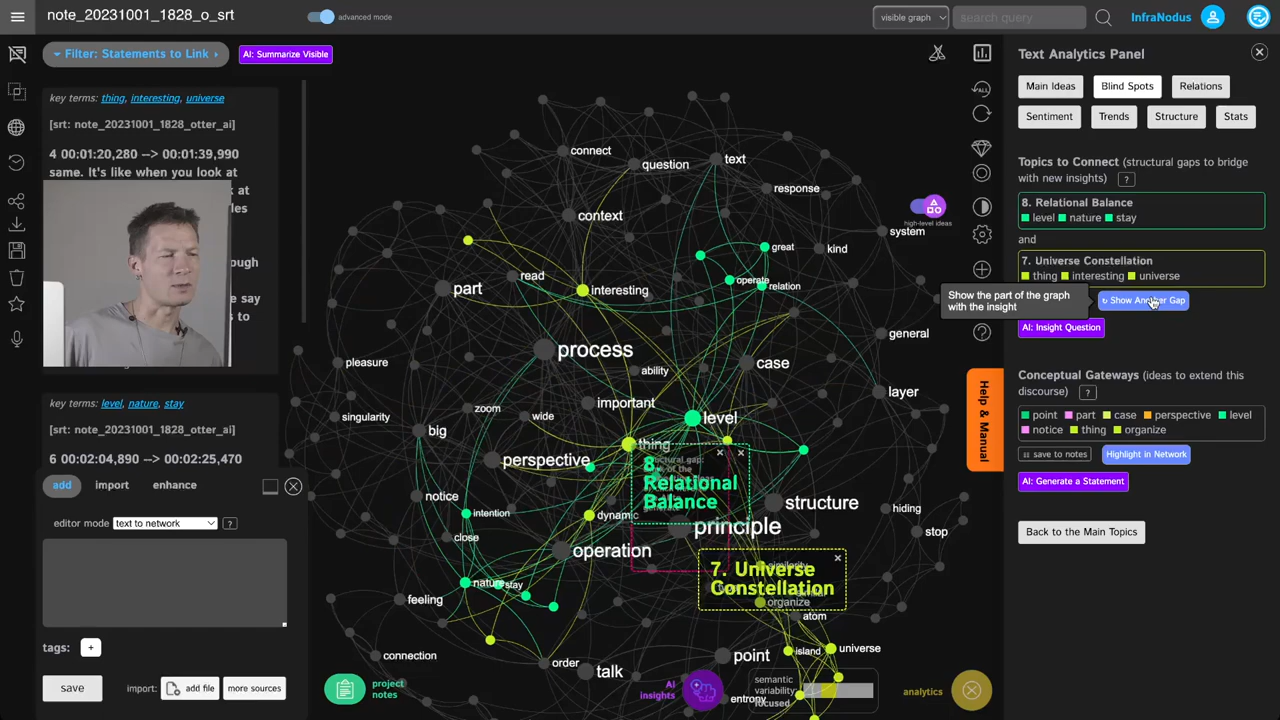 note_20231001_1828_o_srt
advanced mode
visible graph
search query
InfraNodus
Filter: Statements to Link
AI: Summarize Visible
key terms: thing, interesting, universe
[srt: note_20231001_1828_otter_ai]
4 00:01:20,280 --> 00:01:39,990
same. It's like when you look at
key terms: level, nature, stay
[srt: note_20231001_1828_otter_ai]
6 00:02:04,890 --> 00:02:25,470
add
import
enhance
editor mode
text to network
?
tags:
+
save
import:
add file
more sources
connect
question
text
response
context
system
kind
great
read
operate
relation
part
interesting
general
process
case
pleasure
ability
layer
zoom
wide
important
singularity
level
big
thing
perspective
8. Relational Balance
notice
structure
hiding
intention
dynamic
principle
stop
close
operation
7. Universe Constellation
nature
stay
organize
feeling
atom
connection
island
universe
order
talk
point
entropy
high-level ideas
project notes
AI insights
semantic variability:
focused
analytics
Help & Manual
Text Analytics Panel
Main Ideas
Blind Spots
Relations
Sentiment
Trends
Structure
Stats
Topics to Connect (structural gaps to bridge
with new insights) ?
8. Relational Balance
level nature stay
and
7. Universe Constellation
thing interesting universe
Show the part of the graph
with the insight
Show Another Gap
AI: Insight Question
Conceptual Gateways (ideas to extend this
discourse) ?
point part case perspective level
notice thing organize
save to notes
Highlight in Network
AI: Generate a Statement
Back to the Main Topics